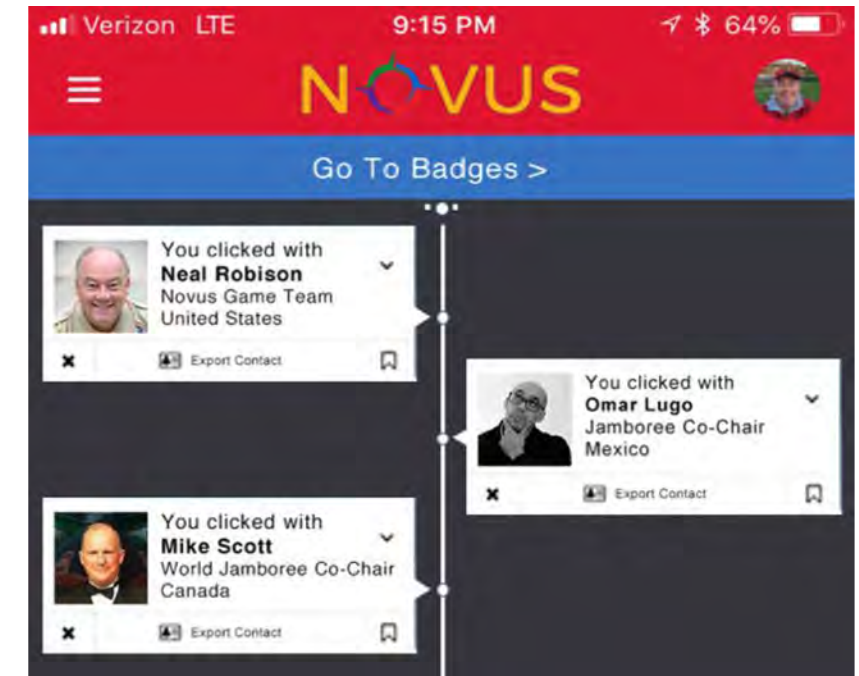 Verizon LTE 9:15 PM 64%
NOVUS
Go To Badges >
You clicked with
Neal Robison
Novus Game Team
United States
Export Contact
You clicked with
Omar Lugo
Jamboree Co-Chair
Mexico
Export Contact
You clicked with
Mike Scott
World Jamboree Co-Chair
Canada
Export Contact